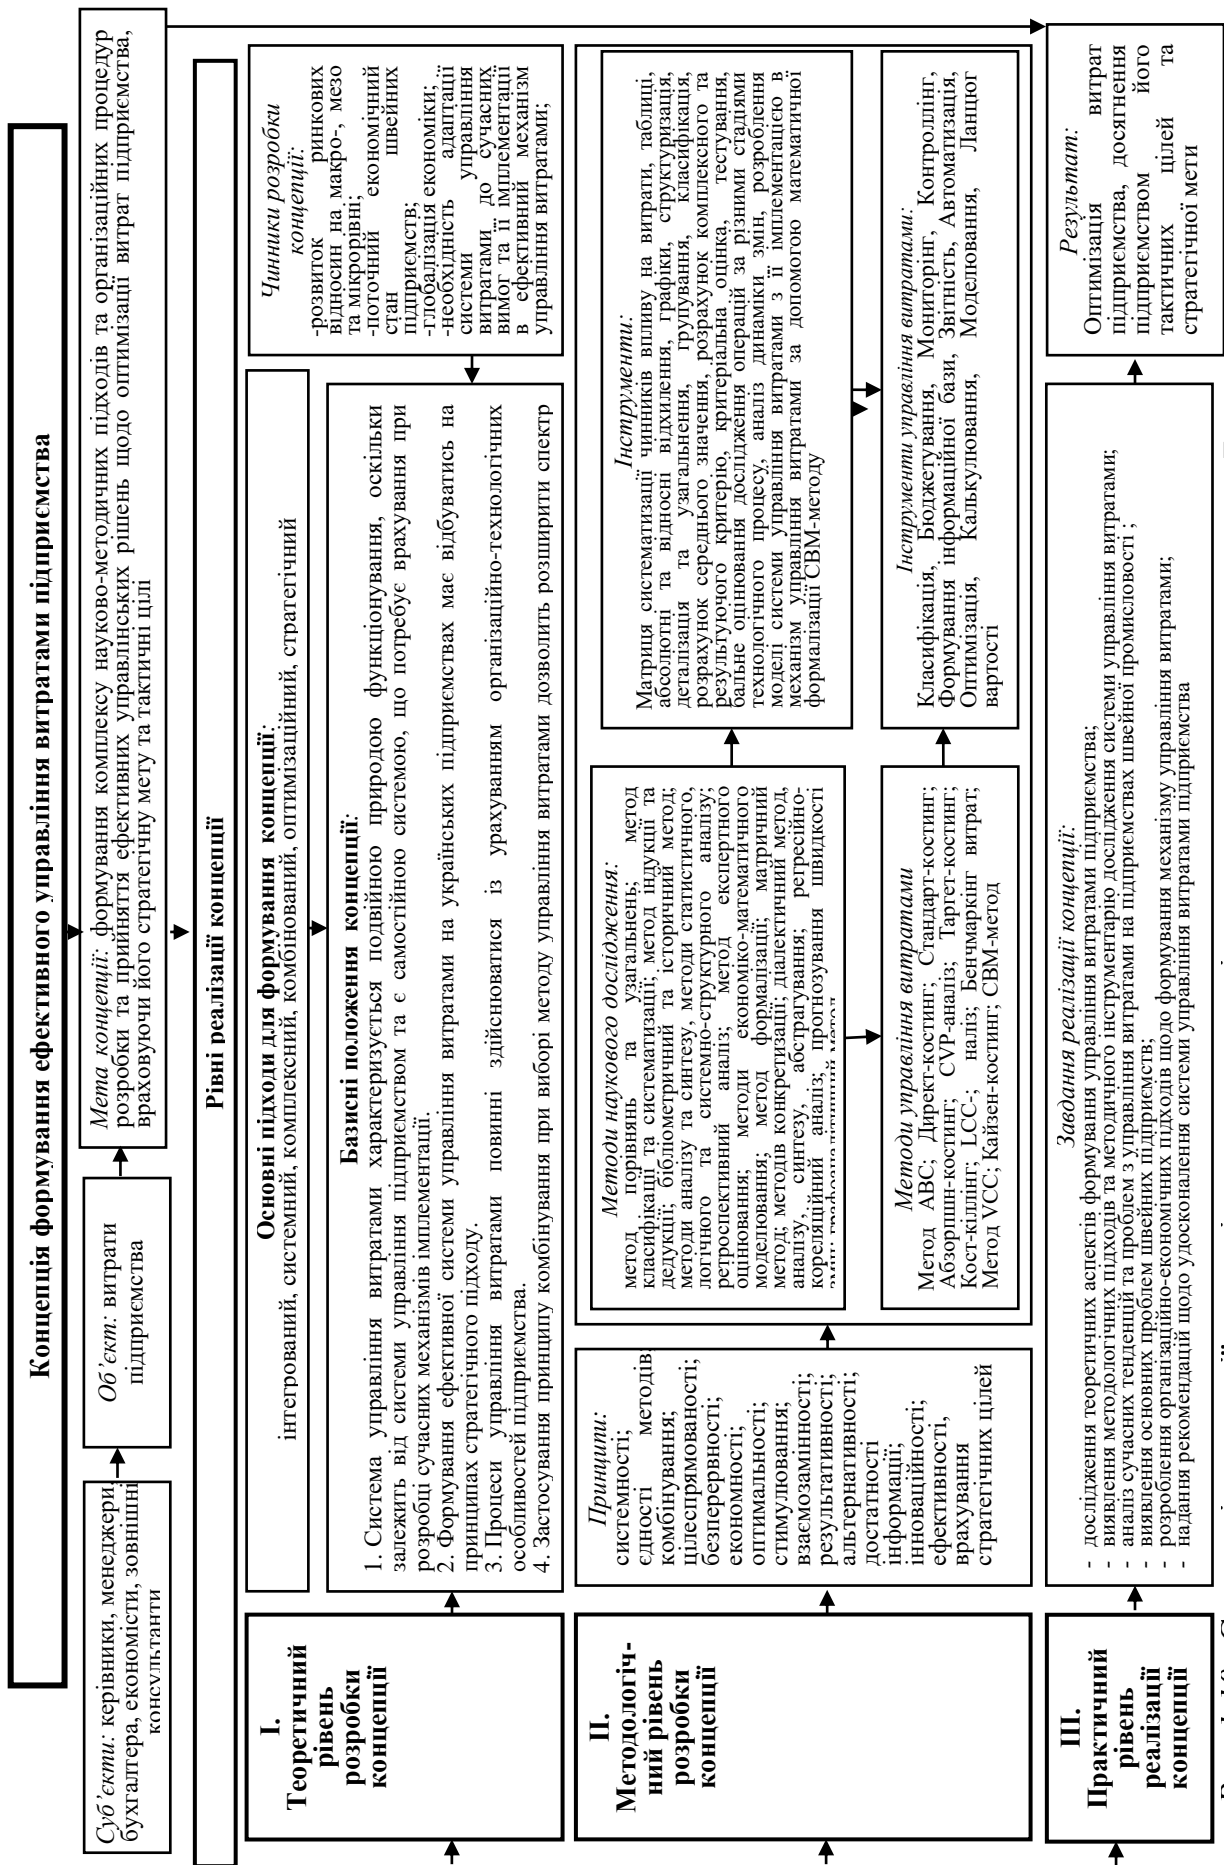 Концепція формування ефективного управління витратами підприємства
Суб’єкти: керівники, менеджери,
бухгалтера, економісти, зовнішні
консультанти
Об’єкт: витрати
підприємства
Мета концепції: формування комплексу науково-методичних підходів та організаційних процедур
розробки та прийняття ефективних управлінських рішень щодо оптимізації витрат підприємства,
враховуючи його стратегічну мету та тактичні цілі
Рівні реалізації концепції
І.
Теоретичний
рівень
розробки
концепції
Основні підходи для формування концепції:
інтегрований, системний, комплексний, комбінований, оптимізаційний, стратегічний
Базисні положення концепції:
1. Система управління витратами характеризується подвійною природою функціонування, оскільки
залежить від системи управління підприємством та є самостійною системою, що потребує врахування при
розробці сучасних механізмів імплементації.
2. Формування ефективної системи управління витратами на українських підприємствах має відбуватись на
принципах стратегічного підходу.
3. Процеси управління витратами повинні здійснюватися із урахуванням організаційно-технологічних
особливостей підприємства.
4. Застосування принципу комбінування при виборі методу управління витратами дозволить розширити спектр
Чинники розробки
концепції:
-розвиток ринкових
відносин на макро-, мезо
та мікрорівні;
-поточний економічний
стан швейних
підприємств;
-глобалізація економіки;
-необхідність адаптації
системи управління
витратами до сучасних
вимог та її імплементації
в ефективний механізм
управління витратами;
ІІ.
Методологіч-
ний рівень
розробки
концепції
Принципи:
системності;
єдності методів;
комбінування;
цілеспрямованості;
безперервності;
економності;
оптимальності;
стимулювання;
взаємозамінності;
результативності;
альтернативності;
достатності
інформації;
інноваційності;
ефективності,
врахування
стратегічних цілей
Методи наукового дослідження:
метод порівнянь та узагальнень; метод
класифікації та систематизації; метод індукції та
дедукції; бібліометричний та історичний метод;
методи аналізу та синтезу, методи статистичного,
логічного та системно-структурного аналізу;
ретроспективний аналіз; метод експертного
оцінювання; методи економіко-математичного
моделювання; метод формалізації; матричний
метод; методів конкретизації; діалектичний метод,
аналізу, синтезу, абстрагування; регресійно-
кореляційний аналіз; прогнозування швидкості
змін; графоаналітичний метод
Інструменти:
Матриця систематизації чинників впливу на витрати, таблиці,
абсолютні та відносні відхилення, графіки, структуризація,
деталізація та узагальнення, групування, класифікація,
розрахунок середнього значення, розрахунок комплексного та
результуючого критерію, критеріальна оцінка, тестування,
бальне оцінювання дослідження операцій за різними стадіями
технологічного процесу, аналіз динаміки змін, розроблення
моделі системи управління витратами з її імплементацією в
механізм управління витратами за допомогою математичної
формалізації СВМ-методу
Методи управління витратами
Метод АВС; Директ-костинг; Стандарт-костинг;
Абзоршн-костинг; CVP-аналіз; Таргет-костинг;
Кост-кіллінг; LCC-; наліз; Бенчмаркінг витрат;
Метод VCC; Кайзен-костинг; СВМ-метод
Інструменти управління витратами:
Класифікація, Бюджетування, Мониторінг, Контроллінг,
Формування інформаційної бази, Звітність, Автоматизація,
Оптимізація, Калькулювання, Моделювання, Ланцюг
вартості
ІІІ.
Практичний
рівень
реалізації
концепції
Завдання реалізації концепції:
- дослідження теоретичних аспектів формування управління витратами підприємства;
- виявлення методологічних підходів та методичного інструментарію дослідження системи управління витратами;
- аналіз сучасних тенденцій та проблем з управління витратами на підприємствах швейної промисловості ;
- виявлення основних проблем швейних підприємств;
- розроблення організаційно-економічних підходів щодо формування механізму управління витратами;
- надання рекомендацій щодо удосконалення системи управління витратами підприємства
Результат:
Оптимізація витрат
підприємства, досягнення
підприємством його
тактичних цілей та
стратегічної мети